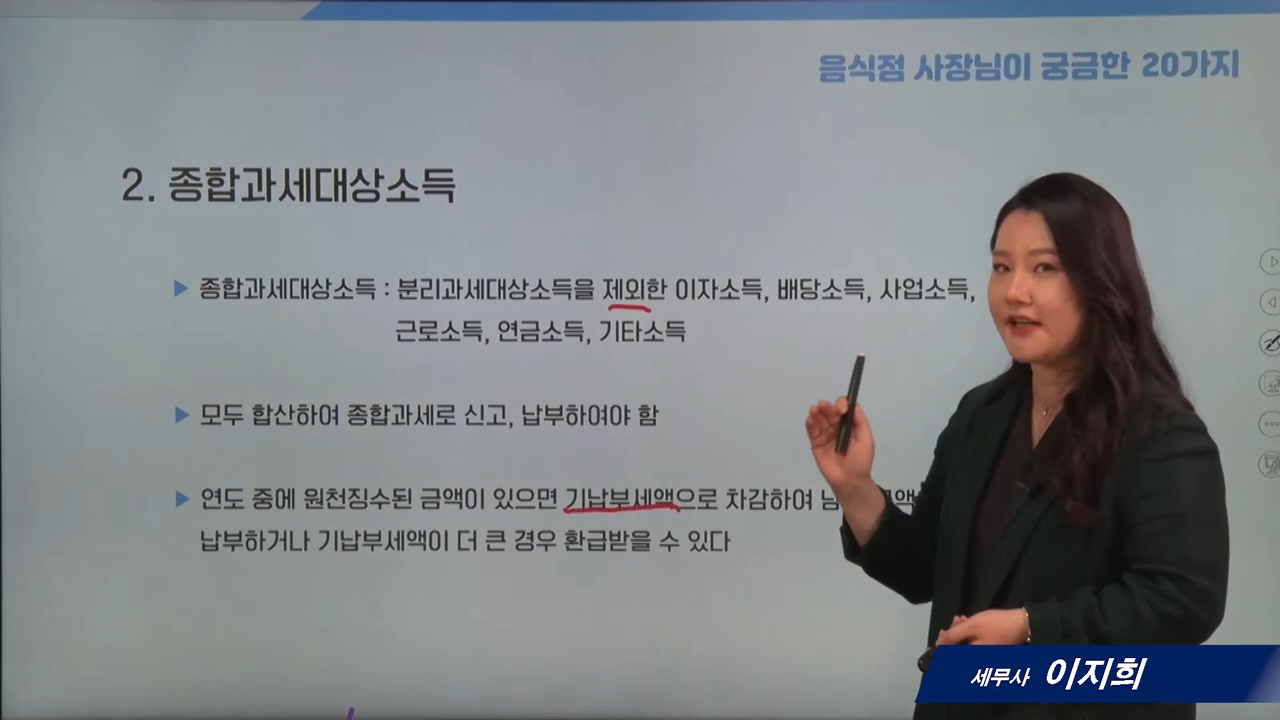 음식점 사장님이 궁금한 20가지
2. 종합과세대상소득
▶ 종합과세대상소득 : 분리과세대상소득을 제외한 이자소득, 배당소득, 사업소득,
근로소득, 연금소득, 기타소득
▶ 모두 합산하여 종합과세로 신고, 납부하여야 함
▶ 연도 중에 원천징수된 금액이 있으면 기납부세액으로 차감하여
납부하거나 기납부세액이 더 큰 경우 환급받을 수 있다
세무사 이지희